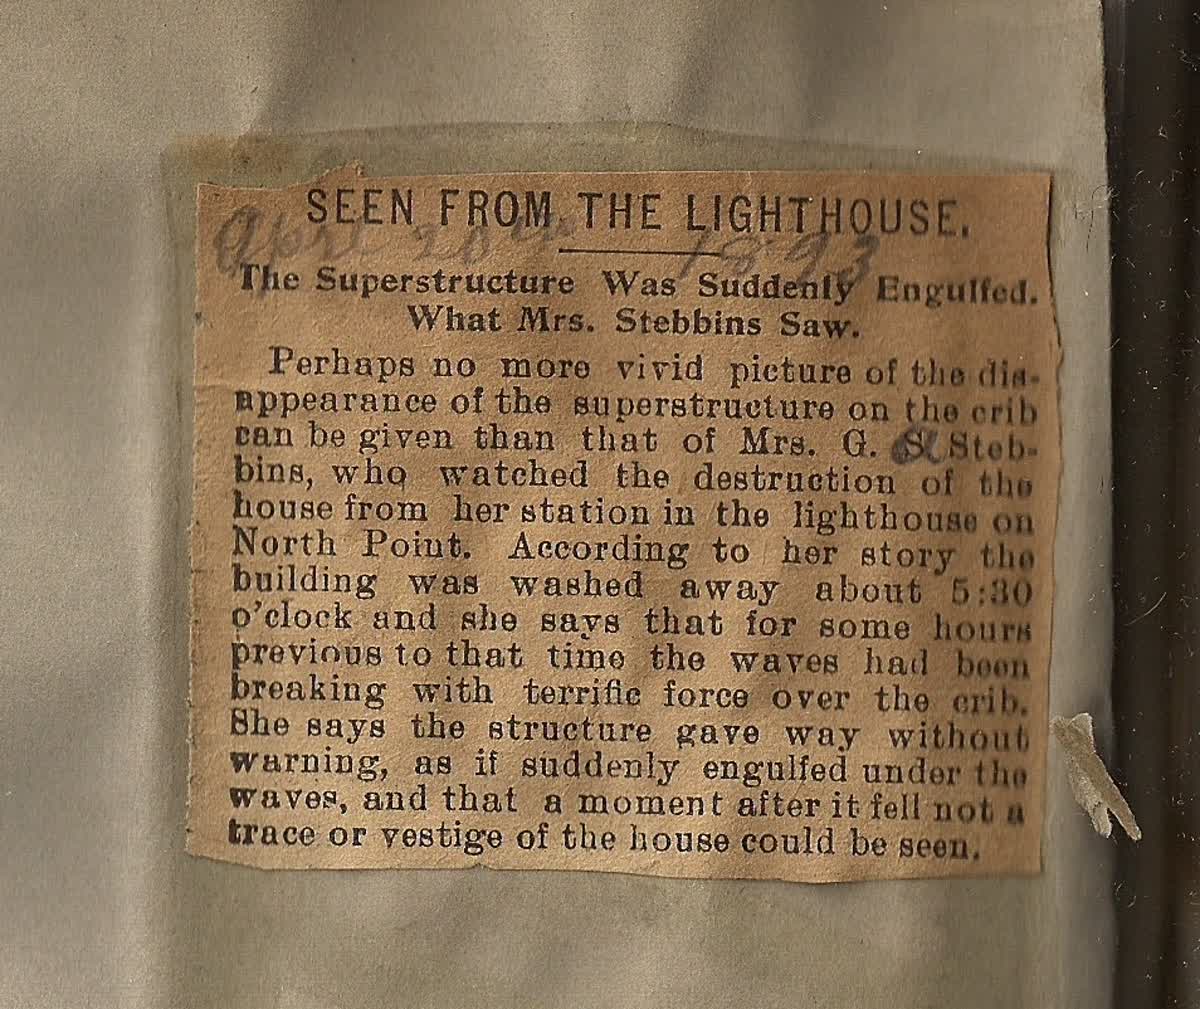 SEEN FROM THE LIGHTHOUSE.
April 20th 1893
The Superstructure Was Suddenly Engulfed.
What Mrs. Stebbins Saw.
Perhaps no more vivid picture of the dis-
appearance of the superstructure on the crib
can be given than that of Mrs. G. Steb-
bins, who watched the destruction of the
house from her station in the lighthouse on
North Point. According to her story the
building was washed away about 5:30
o'clock and she says that for some hours
previous to that time the waves had been
breaking with terrific force over the crib.
She says the structure gave way without
warning, as if suddenly engulfed under the
waves, and that a moment after it fell not a
trace or vestige of the house could be seen.